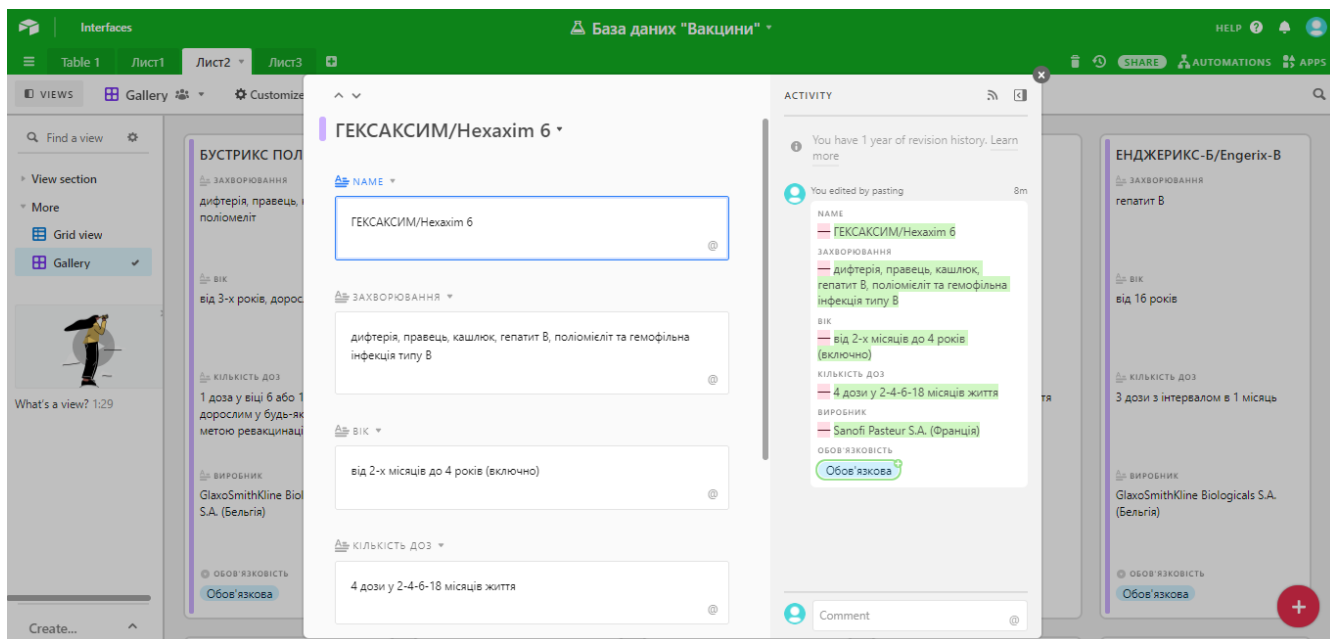 Interfaces
База даних "Вакцини"
HELP
Table 1
Лист1
Лист2
Лист3
SHARE
AUTOMATIONS
APPS
VIEWS
Gallery
Customize
Find a view
View section
More
Grid view
Gallery
What's a view? 1:29
Create...
БУСТРИКС ПОЛ
ЗАХВОРЮВАННЯ
дифтерія, правець,
поліомеліт
ВІК
від 3-х років, дорос
КІЛЬКІСТЬ ДОЗ
1 доза у віці 6 або 1
дорослим у будь-як
метою ревакцинаці
ВИРОБНИК
GlaxoSmithKline Biol
S.A. (Бельгія)
ОБОВ'ЯЗКОВІСТЬ
Обов'язкова
ГЕКСАКСИМ/Hexaxim 6
NAME
ГЕКСАКСИМ/Hexaxim 6
@
ЗАХВОРЮВАННЯ
дифтерія, правець, кашлюк, гепатит В, поліомієліт та гемофільна
інфекція типу В
@
ВІК
від 2-х місяців до 4 років (включно)
@
КІЛЬКІСТЬ ДОЗ
4 дози у 2-4-6-18 місяців життя
@
ACTIVITY
You have 1 year of revision history. Learn
more
You edited by pasting
8m
NAME
ГЕКСАКСИМ/Hexaxim 6
ЗАХВОРЮВАННЯ
дифтерія, правець, кашлюк,
гепатит В, поліомієліт та гемофільна
інфекція типу В
ВІК
від 2-х місяців до 4 років
(включно)
КІЛЬКІСТЬ ДОЗ
4 дози у 2-4-6-18 місяців життя
ВИРОБНИК
Sanofi Pasteur S.A. (Франція)
ОБОВ'ЯЗКОВІСТЬ
Обов'язкова
Comment
@
тя
ЕНДЖЕРИКС-Б/Engerix-B
ЗАХВОРЮВАННЯ
гепатит В
ВІК
від 16 років
КІЛЬКІСТЬ ДОЗ
3 дози з інтервалом в 1 місяць
ВИРОБНИК
GlaxoSmithKline Biologicals S.A.
(Бельгія)
ОБОВ'ЯЗКОВІСТЬ
Обов'язкова